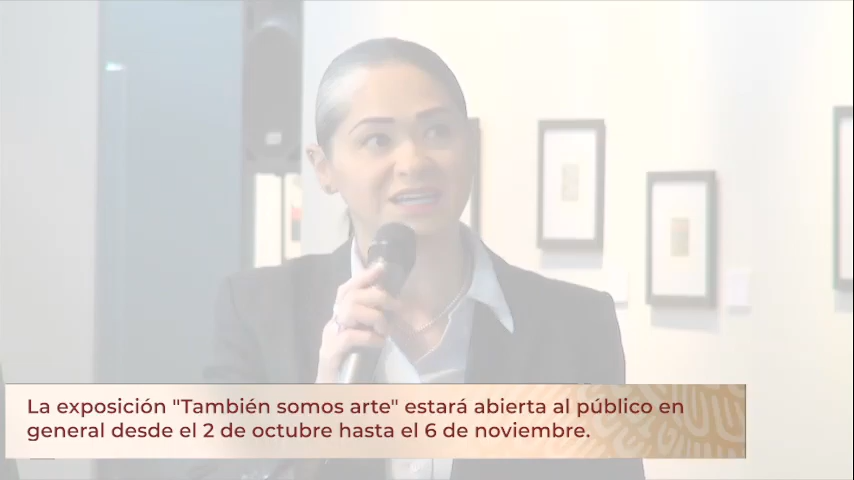 La exposición "También somos arte" estará abierta al público en
general desde el 2 de octubre hasta el 6 de noviembre.